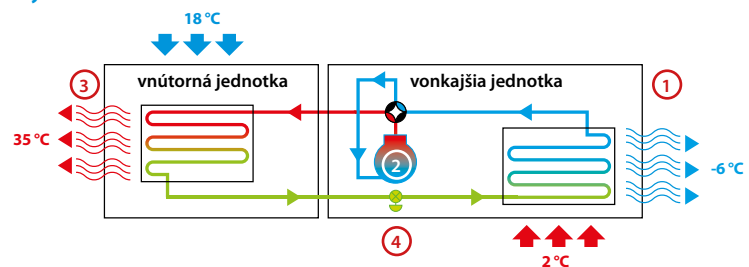 18 °C
3
vnútorná jednotka
vonkajšia jednotka
1
35 °C
2
-6 °C
4
2 °C